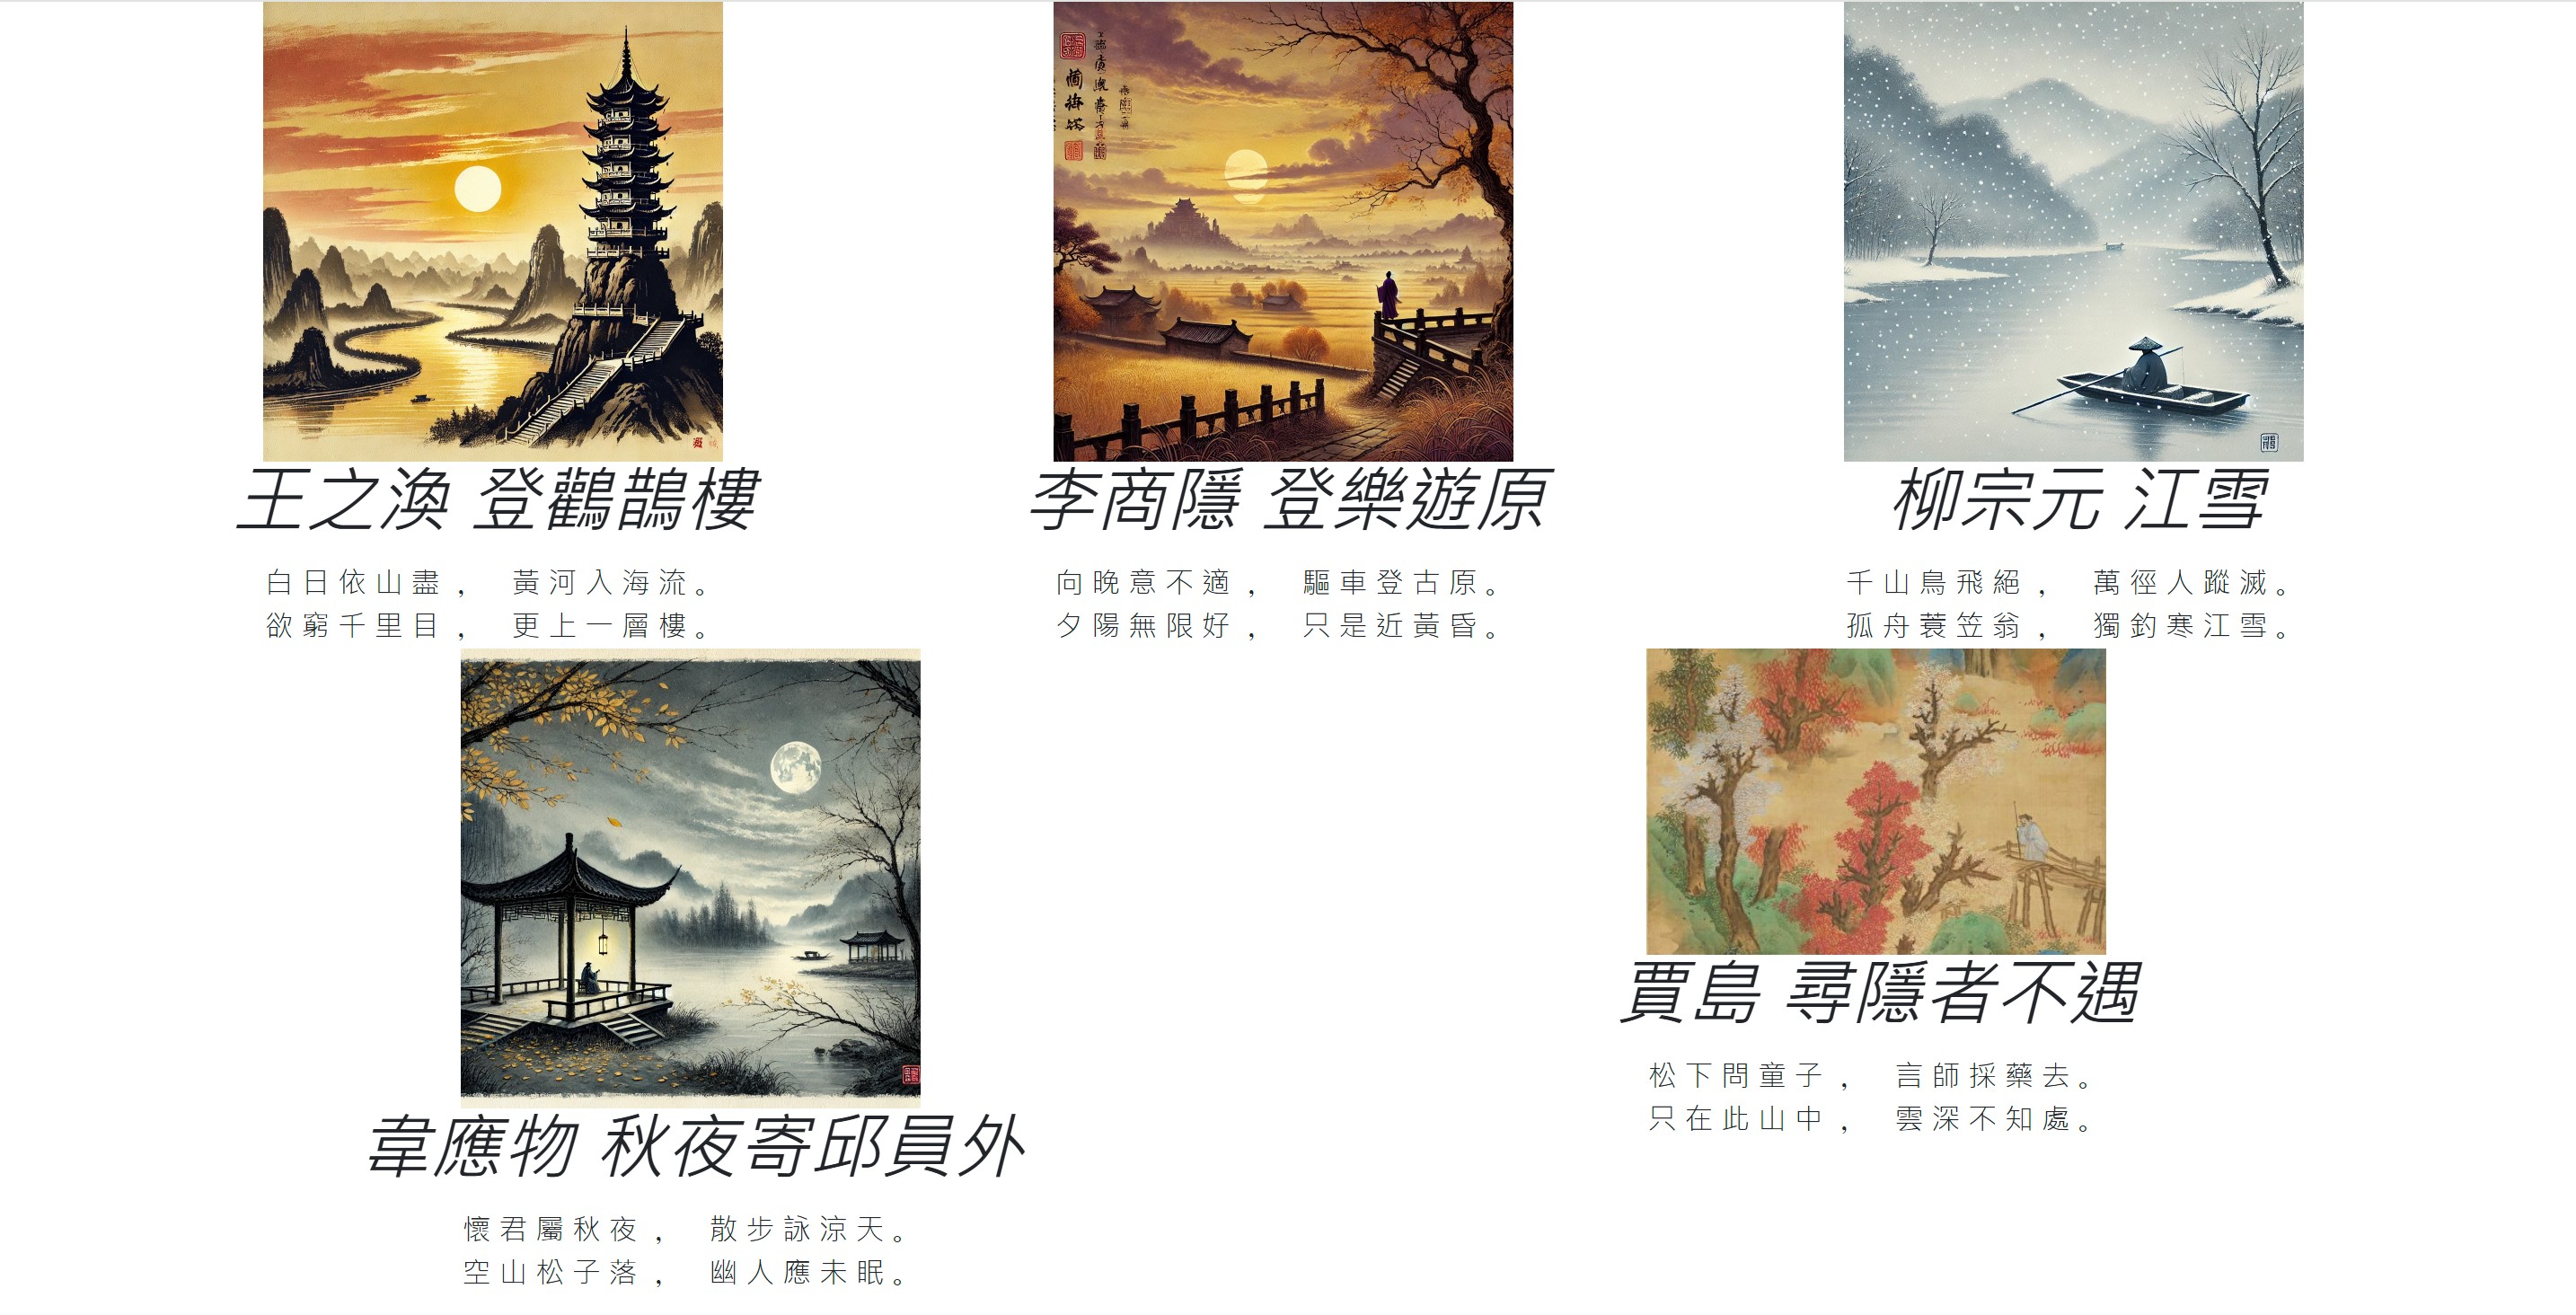 王之渙 登鸛鵲樓
白日依山盡， 黃河入海流。
欲窮千里目， 更上一層樓。
李商隱 登樂遊原
向晚意不適， 驅車登古原。
夕陽無限好， 只是近黃昏。
柳宗元 江雪
千山鳥飛絕， 萬徑人蹤滅。
孤舟蓑笠翁， 獨釣寒江雪。
韋應物 秋夜寄邱員外
懷君屬秋夜， 散步詠涼天。
空山松子落， 幽人應未眠。
賈島 尋隱者不遇
松下問童子， 言師採藥去。
只在此山中， 雲深不知處。